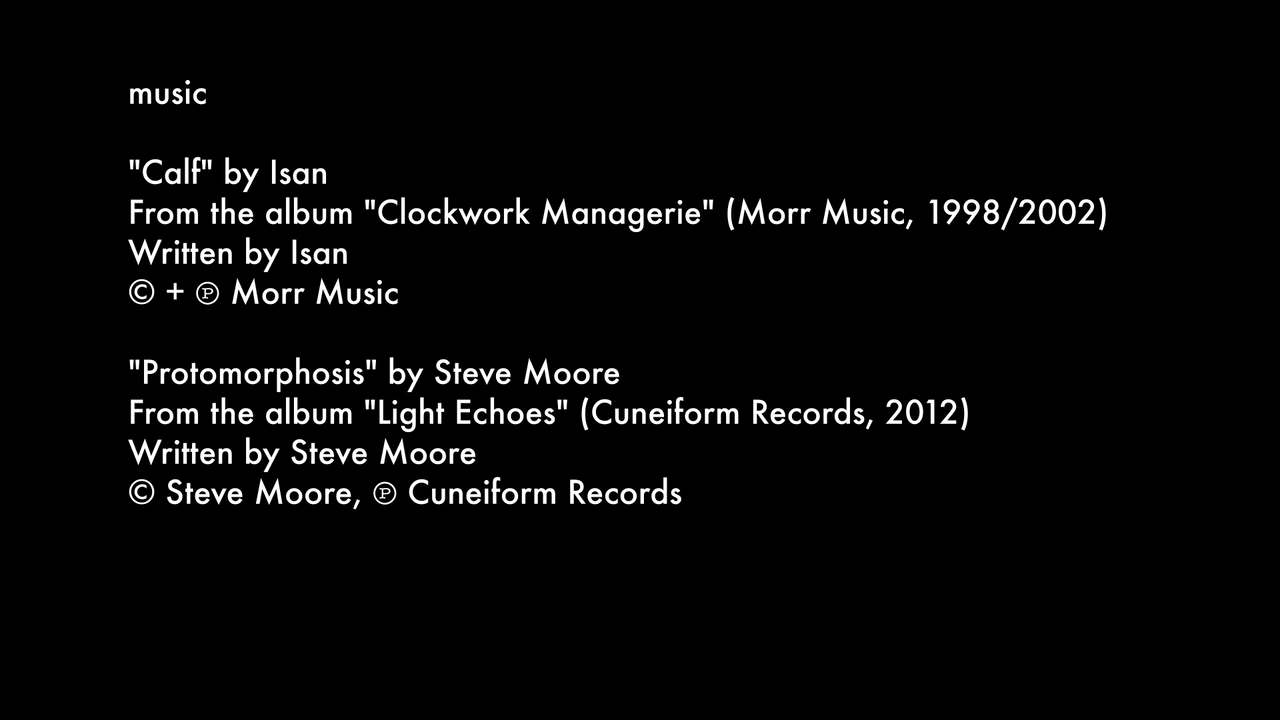 music
"Calf" by Isan
From the album "Clockwork Managerie" (Morr Music, 1998/2002)
Written by Isan
© + ℗ Morr Music
"Protomorphosis" by Steve Moore
From the album "Light Echoes" (Cuneiform Records, 2012)
Written by Steve Moore
© Steve Moore, ℗ Cuneiform Records